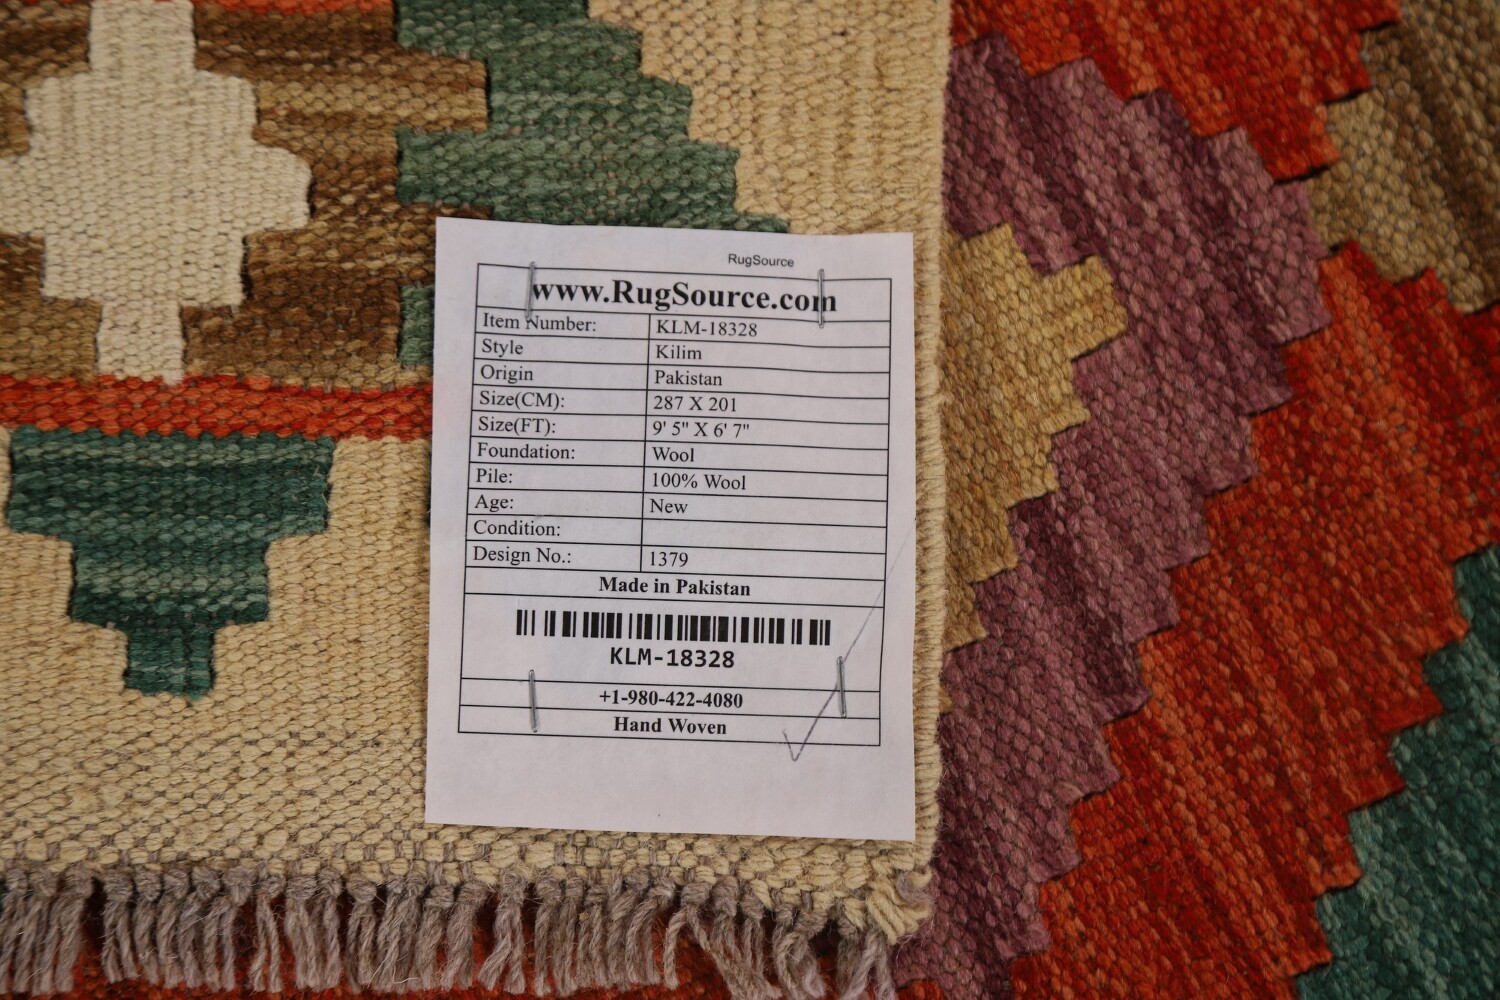 RugSource
www.RugSource.com
Item Number: KLM-18328
Style Kilim
Origin Pakistan
Size(CM): 287 X 201
Size(FT): 9' 5" X 6' 7"
Foundation: Wool
Pile: 100% Wool
Age: New
Condition:
Design No.: 1379
Made in Pakistan
KLM-18328
+1-980-422-4080
Hand Woven